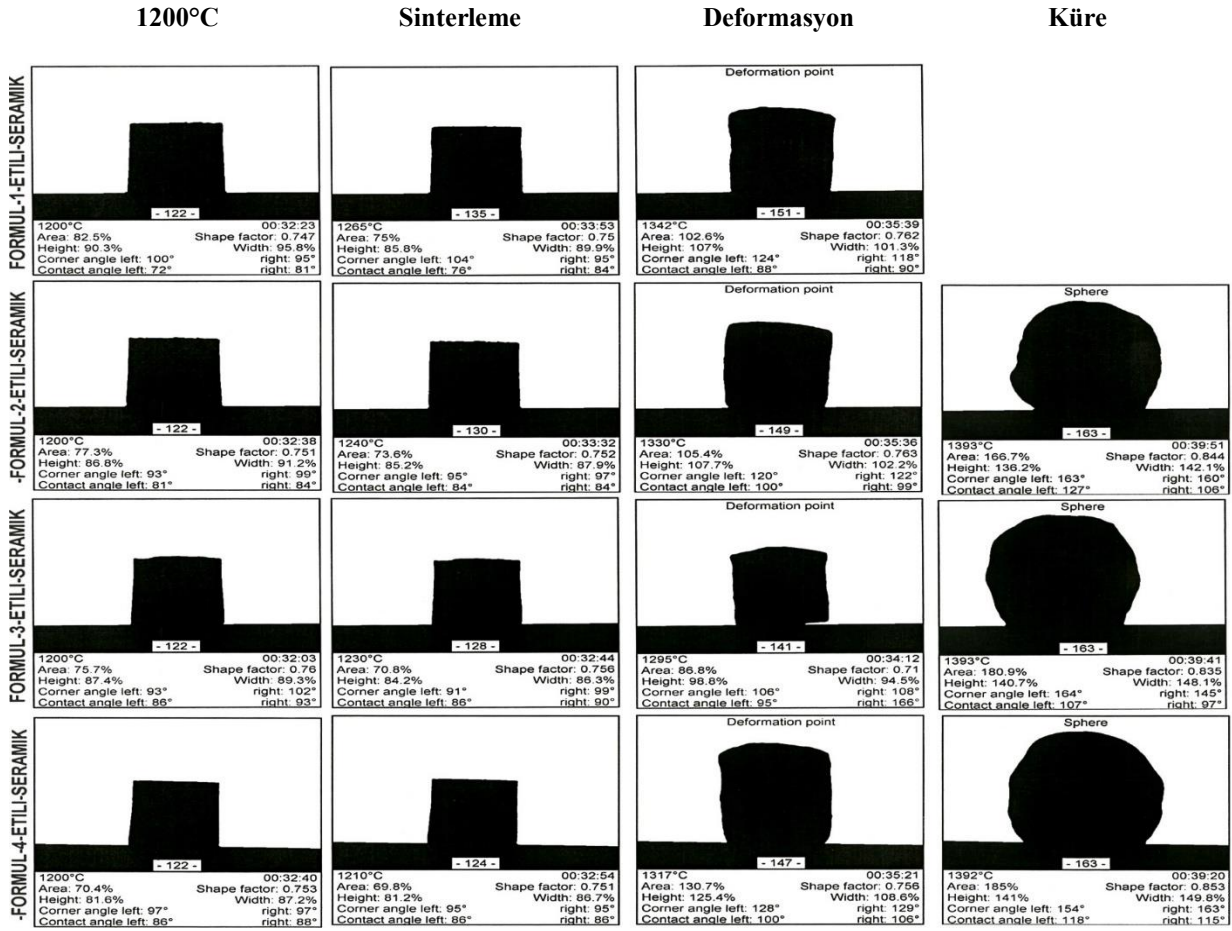 1200°C Sinterleme Deformasyon Küre
FORMUL-1-ETILI-SERAMIK
Deformation point
- 122 - - 135 - - 151 -
1200°C 00:32:23 1265°C 00:33:53 1342°C 00:35:39
Area: 82.5% Shape factor: 0.747 Area: 75% Shape factor: 0.75 Area: 102.6% Shape factor: 0.762
Height: 90.3% Width: 95.8% Height: 85.8% Width: 89.9% Height: 107% Width: 101.3%
Corner angle left: 100° right: 95° Corner angle left: 104° right: 95° Corner angle left: 124° right: 118°
Contact angle left: 72° right: 81° Contact angle left: 76° right: 84° Contact angle left: 88° right: 90°
-FORMUL-2-ETILI-SERAMIK
Deformation point Sphere
- 122 - - 130 - - 149 - - 163 -
1200°C 00:32:38 1240°C 00:33:32 1330°C 00:35:36 1393°C 00:39:51
Area: 77.3% Shape factor: 0.751 Area: 73.6% Shape factor: 0.752 Area: 105.4% Shape factor: 0.763 Area: 166.7% Shape factor: 0.844
Height: 86.8% Width: 91.2% Height: 85.2% Width: 87.9% Height: 107.7% Width: 102.2% Height: 136.2% Width: 142.1%
Corner angle left: 93° right: 99° Corner angle left: 95° right: 97° Corner angle left: 120° right: 122° Corner angle left: 163° right: 160°
Contact angle left: 81° right: 84° Contact angle left: 84° right: 84° Contact angle left: 100° right: 99° Contact angle left: 127° right: 106°
FORMUL-3-ETILI-SERAMIK
Deformation point Sphere
- 122 - - 128 - - 141 - - 163 -
1200°C 00:32:03 1230°C 00:32:44 1295°C 00:34:12 1393°C 00:39:41
Area: 75.7% Shape factor: 0.76 Area: 70.8% Shape factor: 0.756 Area: 86.8% Shape factor: 0.71 Area: 180.9% Shape factor: 0.835
Height: 87.4% Width: 89.3% Height: 84.2% Width: 86.3% Height: 98.8% Width: 94.5% Height: 140.7% Width: 148.1%
Corner angle left: 93° right: 102° Corner angle left: 91° right: 99° Corner angle left: 106° right: 108° Corner angle left: 164° right: 145°
Contact angle left: 86° right: 93° Contact angle left: 86° right: 90° Contact angle left: 95° right: 166° Contact angle left: 107° right: 97°
-FORMUL-4-ETILI-SERAMIK
Deformation point Sphere
- 122 - - 124 - - 147 - - 163 -
1200°C 00:32:40 1210°C 00:32:54 1317°C 00:35:21 1392°C 00:39:20
Area: 70.4% Shape factor: 0.753 Area: 69.8% Shape factor: 0.751 Area: 130.7% Shape factor: 0.756 Area: 185% Shape factor: 0.853
Height: 81.6% Width: 87.2% Height: 81.2% Width: 86.7% Height: 125.4% Width: 108.6% Height: 141% Width: 149.8%
Corner angle left: 97° right: 97° Corner angle left: 95° right: 95° Corner angle left: 128° right: 129° Corner angle left: 154° right: 163°
Contact angle left: 86° right: 88° Contact angle left: 86° right: 86° Contact angle left: 100° right: 106° Contact angle left: 118° right: 115°